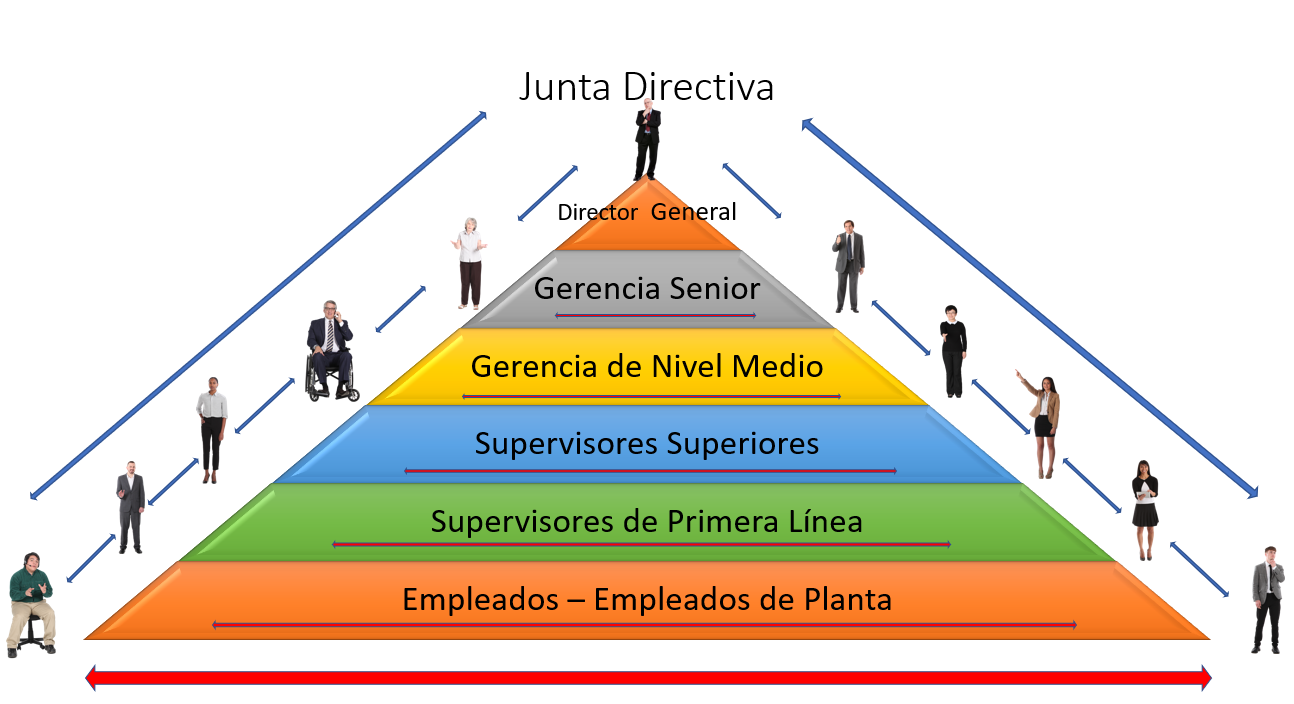 Junta Directiva
Director General
Gerencia Senior
Gerencia de Nivel Medio
Supervisores Superiores
Supervisores de Primera Línea
Empleados – Empleados de Planta